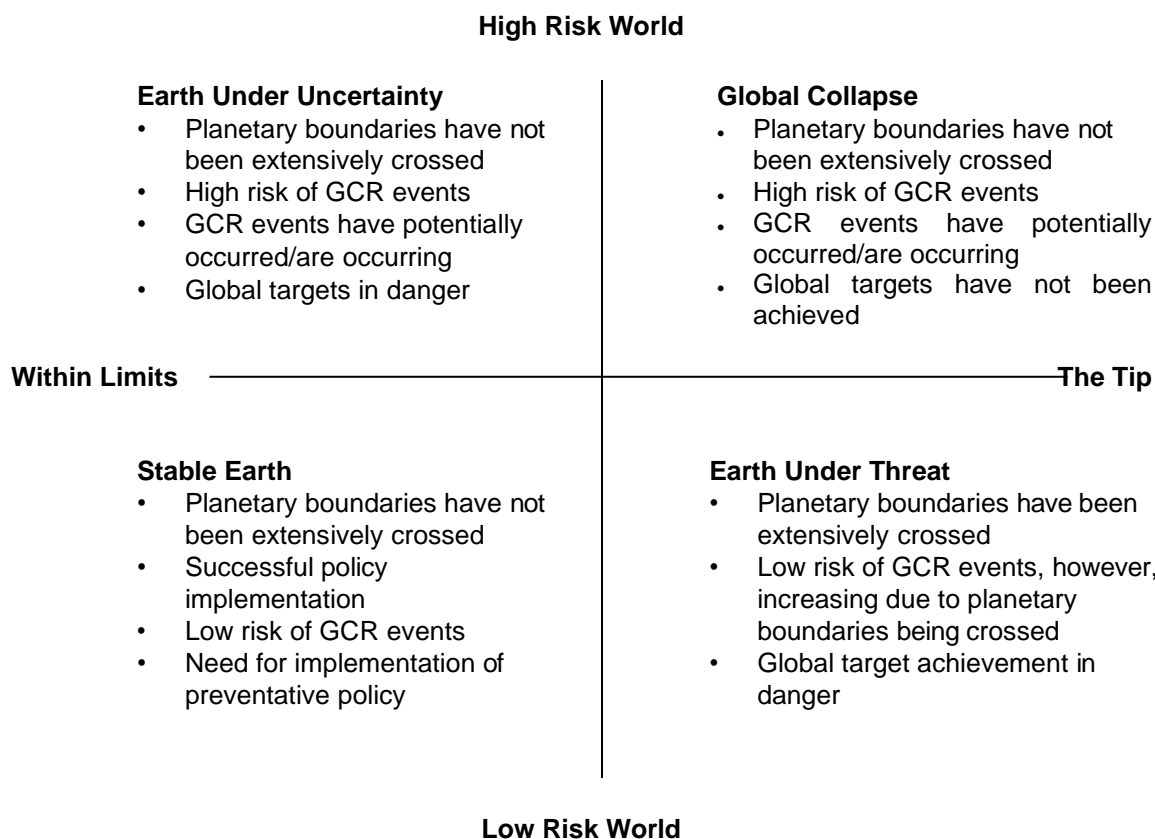 High Risk World
Earth Under Uncertainty
• Planetary boundaries have not
been extensively crossed
• High risk of GCR events
• GCR events have potentially
occurred/are occurring
• Global targets in danger
Global Collapse
• Planetary boundaries have not
been extensively crossed
• High risk of GCR events
• GCR events have potentially
occurred/are occurring
• Global targets have not been
achieved
Within Limits
The Tip
Stable Earth
• Planetary boundaries have not
been extensively crossed
• Successful policy
implementation
• Low risk of GCR events
• Need for implementation of
preventative policy
Earth Under Threat
• Planetary boundaries have been
extensively crossed
• Low risk of GCR events, however,
increasing due to planetary
boundaries being crossed
• Global target achievement in
danger
Low Risk World